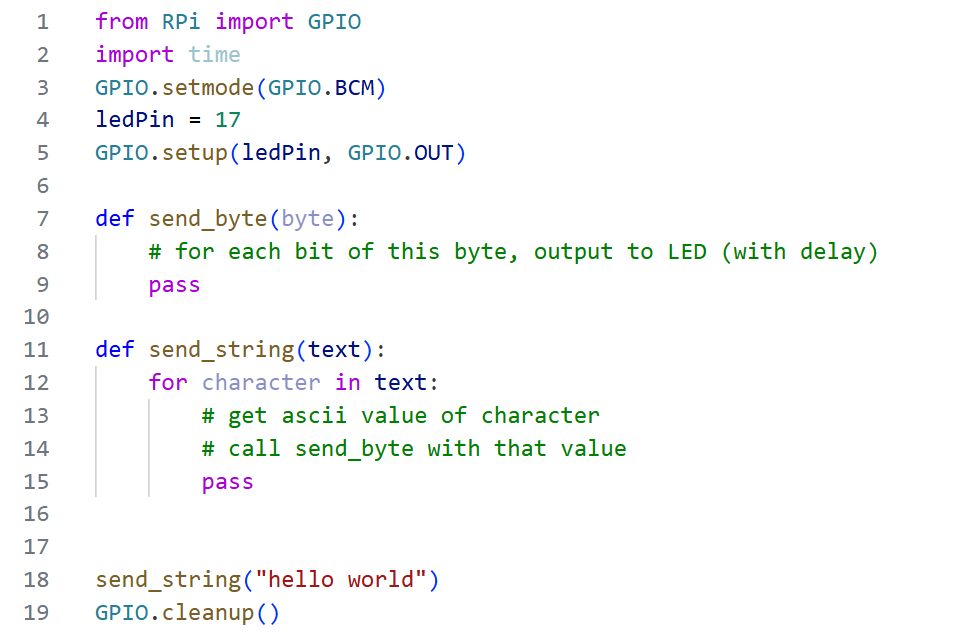 1 from RPi import GPIO
2 import time
3 GPIO.setmode(GPIO.BCM)
4 ledPin = 17
5 GPIO.setup(ledPin, GPIO.OUT)
6
7 def send_byte(byte):
8     # for each bit of this byte, output to LED (with delay)
9     pass
10
11 def send_string(text):
12     for character in text:
13         # get ascii value of character
14         # call send_byte with that value
15         pass
16
17
18 send_string("hello world")
19 GPIO.cleanup()